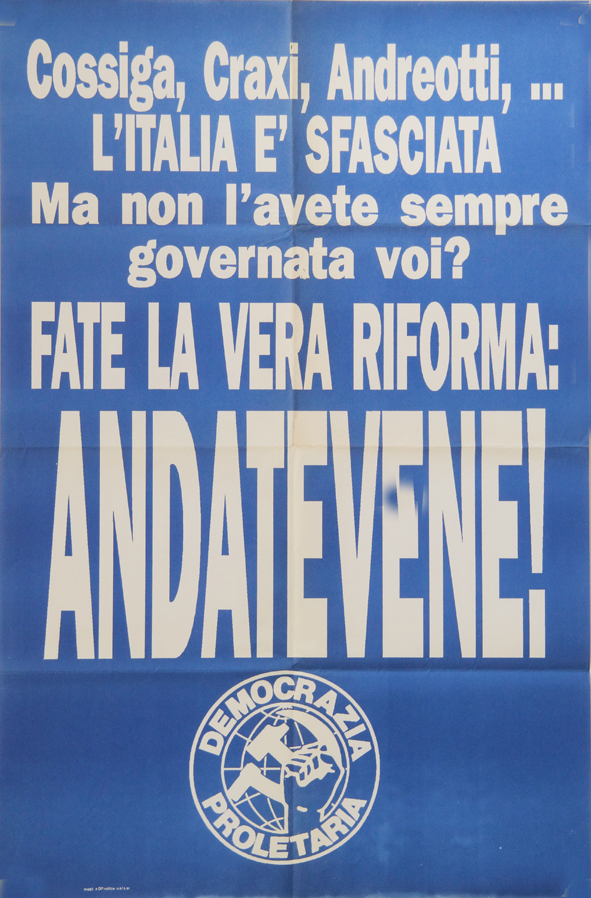 Cossiga, Craxi, Andreotti, ...
L'ITALIA E' SFASCIATA
Ma non l'avete sempre
governata voi?
FATE LA VERA RIFORMA:
ANDATEVENE!
DEMOCRAZIA
PROLETARIA